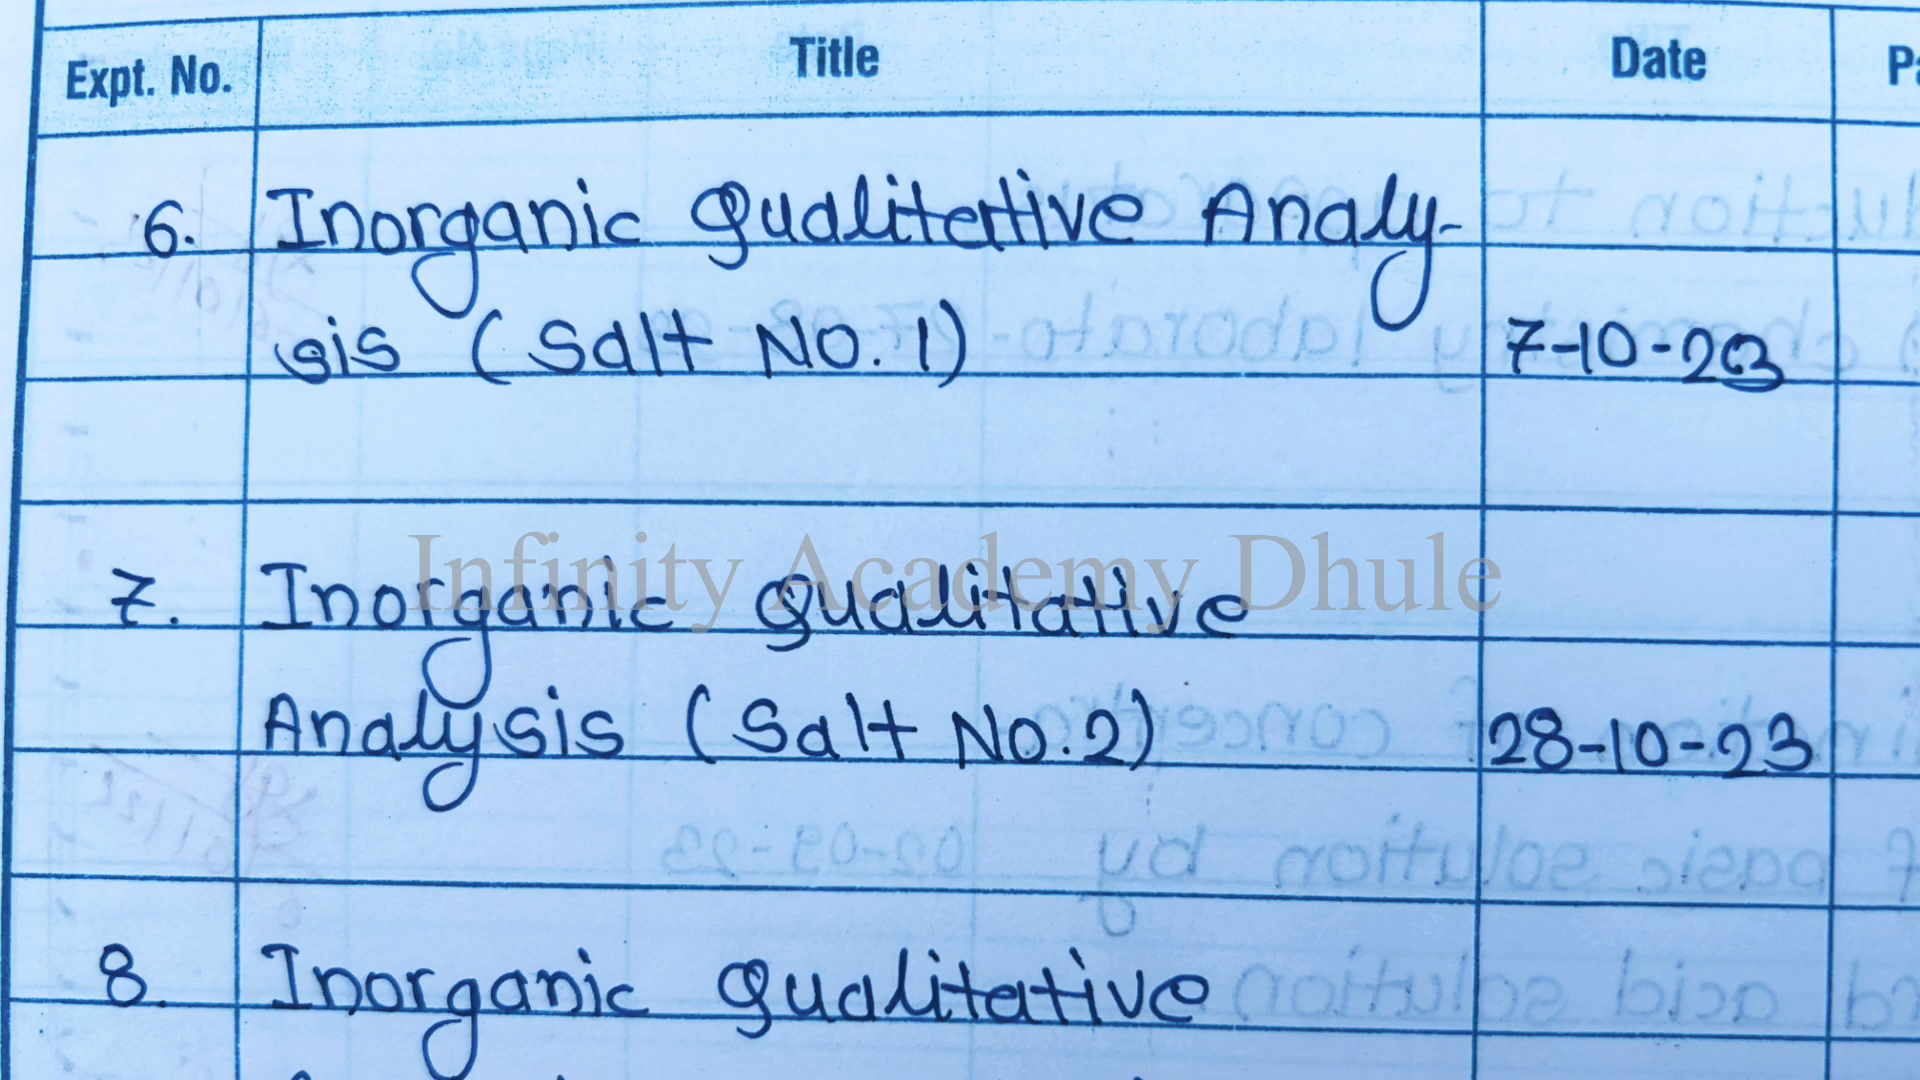 Expt. No. Title Date
6. Inorganic qualitative Analy-
sis (Salt No. 1) 7-10-23
Infinity Academy Dhule
7. Inorganic qualitative
Analysis (Salt No. 2) 28-10-23
8. Inorganic qualitative